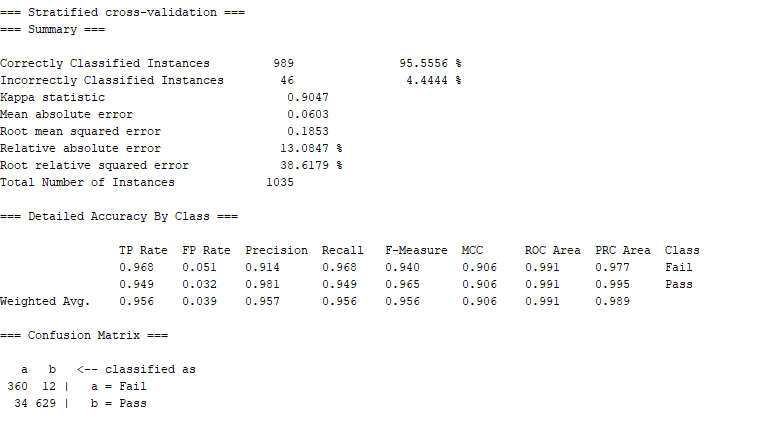 === Stratified cross-validation ===
=== Summary ===
Correctly Classified Instances 989 95.5556 %
Incorrectly Classified Instances 46 4.4444 %
Kappa statistic 0.9047
Mean absolute error 0.0603
Root mean squared error 0.1853
Relative absolute error 13.0847 %
Root relative squared error 38.6179 %
Total Number of Instances 1035
=== Detailed Accuracy By Class ===
TP Rate FP Rate Precision Recall F-Measure MCC ROC Area PRC Area Class
0.968 0.051 0.914 0.968 0.940 0.906 0.991 0.977 Fail
0.949 0.032 0.981 0.949 0.965 0.906 0.991 0.995 Pass
Weighted Avg. 0.956 0.039 0.957 0.956 0.956 0.906 0.991 0.989
=== Confusion Matrix ===
a b <-- classified as
360 12 | a = Fail
34 629 | b = Pass